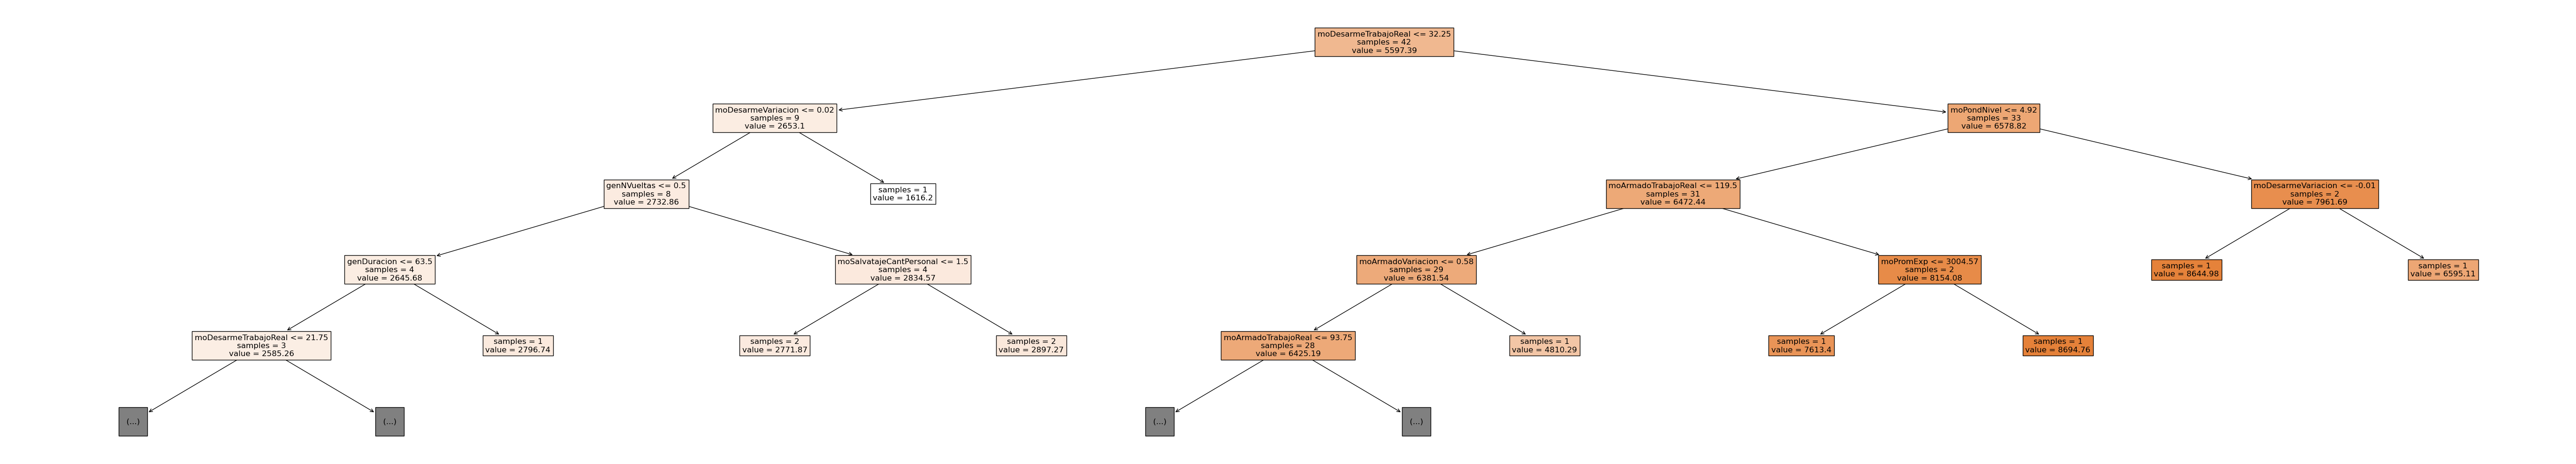 moDesarmeTrabajoReal <= 32.25
samples = 42
value = 5597.39
moDesarmeVariacion <= 0.02
samples = 9
value = 2653.1
moPondNivel <= 4.92
samples = 33
value = 6578.82
genNVueltas <= 0.5
samples = 8
value = 2732.86
samples = 1
value = 1616.2
moArmadoTrabajoReal <= 119.5
samples = 31
value = 6472.44
moDesarmeVariacion <= -0.01
samples = 2
value = 7961.69
genDuracion <= 63.5
samples = 4
value = 2645.68
moSalvatajeCantPersonal <= 1.5
samples = 4
value = 2834.57
moArmadoVariacion <= 0.58
samples = 29
value = 6381.54
moPromExp <= 3004.57
samples = 2
value = 8154.08
samples = 1
value = 8644.98
samples = 1
value = 6595.11
moDesarmeTrabajoReal <= 21.75
samples = 3
value = 2585.26
samples = 1
value = 2796.74
samples = 2
value = 2771.87
samples = 2
value = 2897.27
moArmadoTrabajoReal <= 93.75
samples = 28
value = 6425.19
samples = 1
value = 4810.29
samples = 1
value = 7613.4
samples = 1
value = 8694.76
(...)
(...)
(...)
(...)